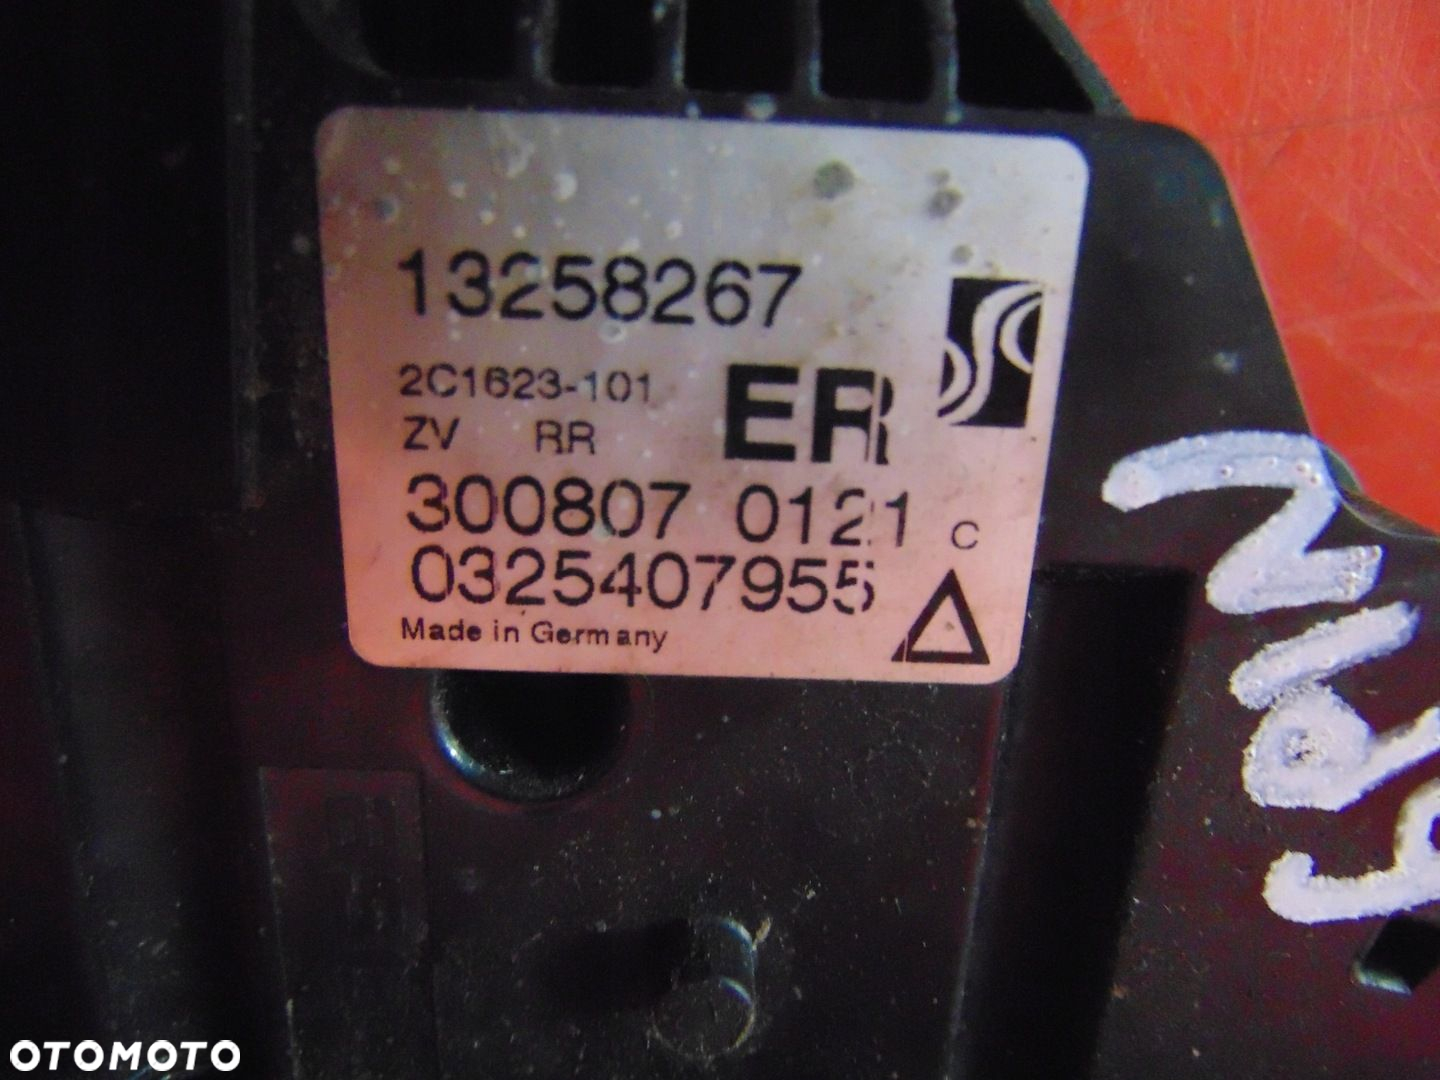 13258267
2C1623-101
ZV RR ER
300807 0121 C
0325407955
Made in Germany
OTOMOTO